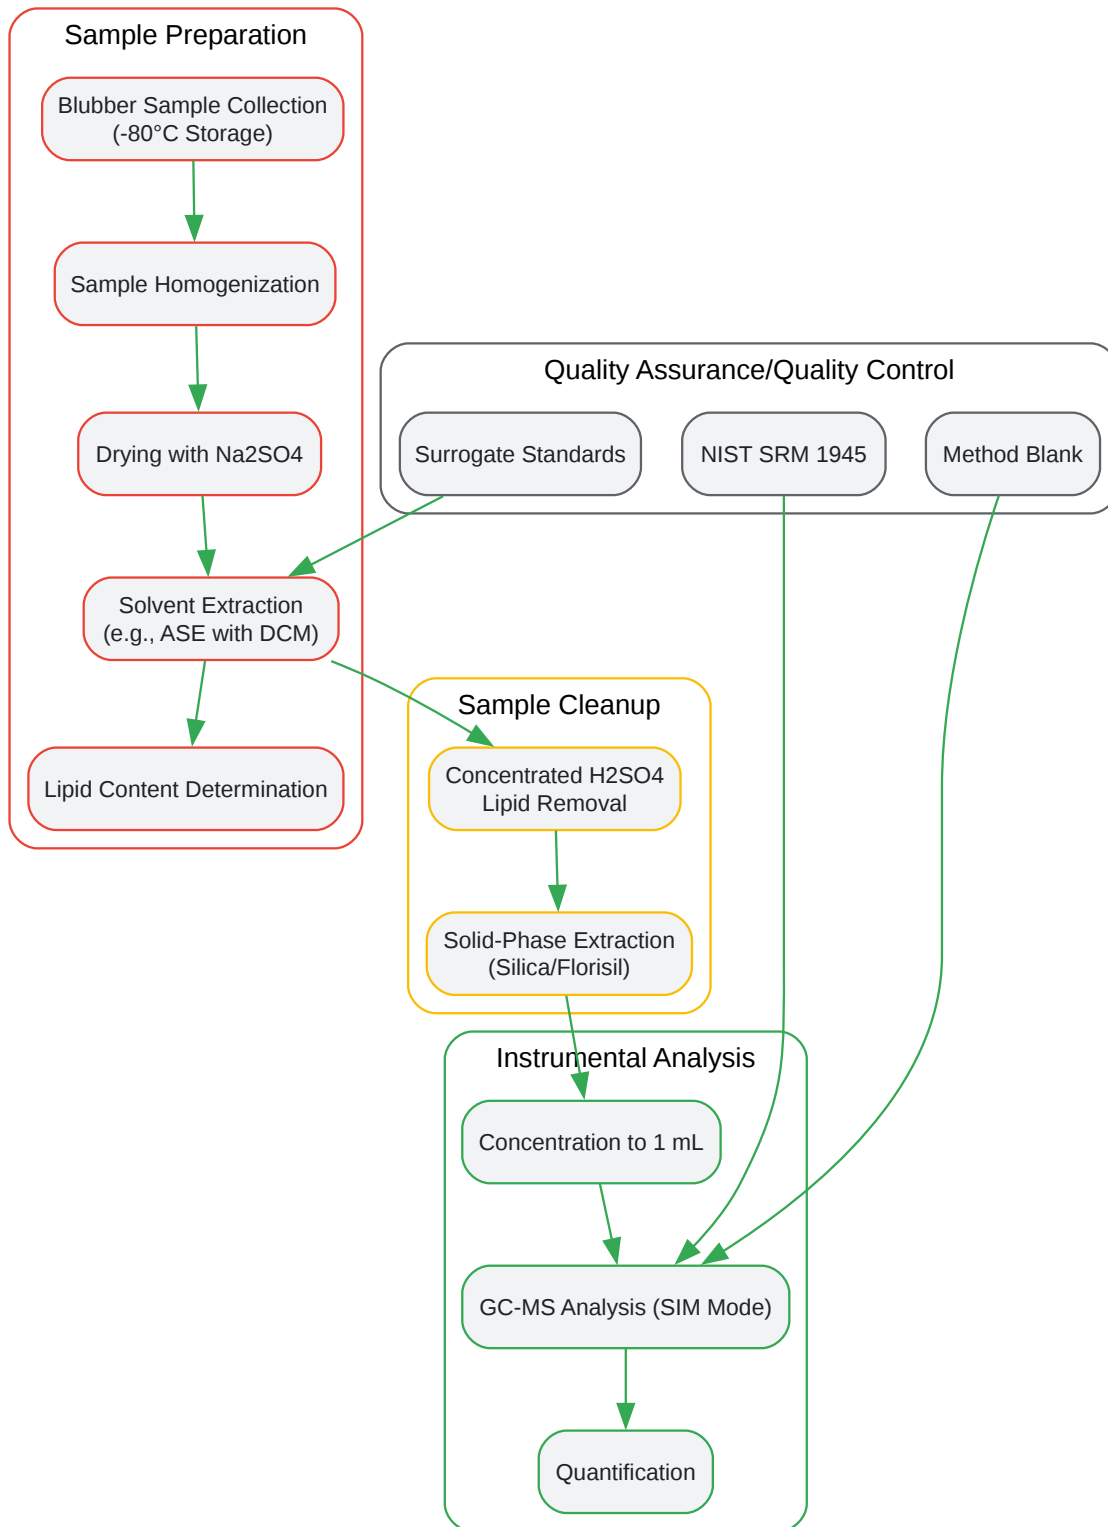 Sample Preparation
Blubber Sample Collection
(-80°C Storage)
Sample Homogenization
Drying with Na2SO4
Solvent Extraction
(e.g., ASE with DCM)
Lipid Content Determination
Quality Assurance/Quality Control
Surrogate Standards
NIST SRM 1945
Method Blank
Sample Cleanup
Concentrated H2SO4
Lipid Removal
Solid-Phase Extraction
(Silica/Florisil)
Instrumental Analysis
Concentration to 1 mL
GC-MS Analysis (SIM Mode)
Quantification